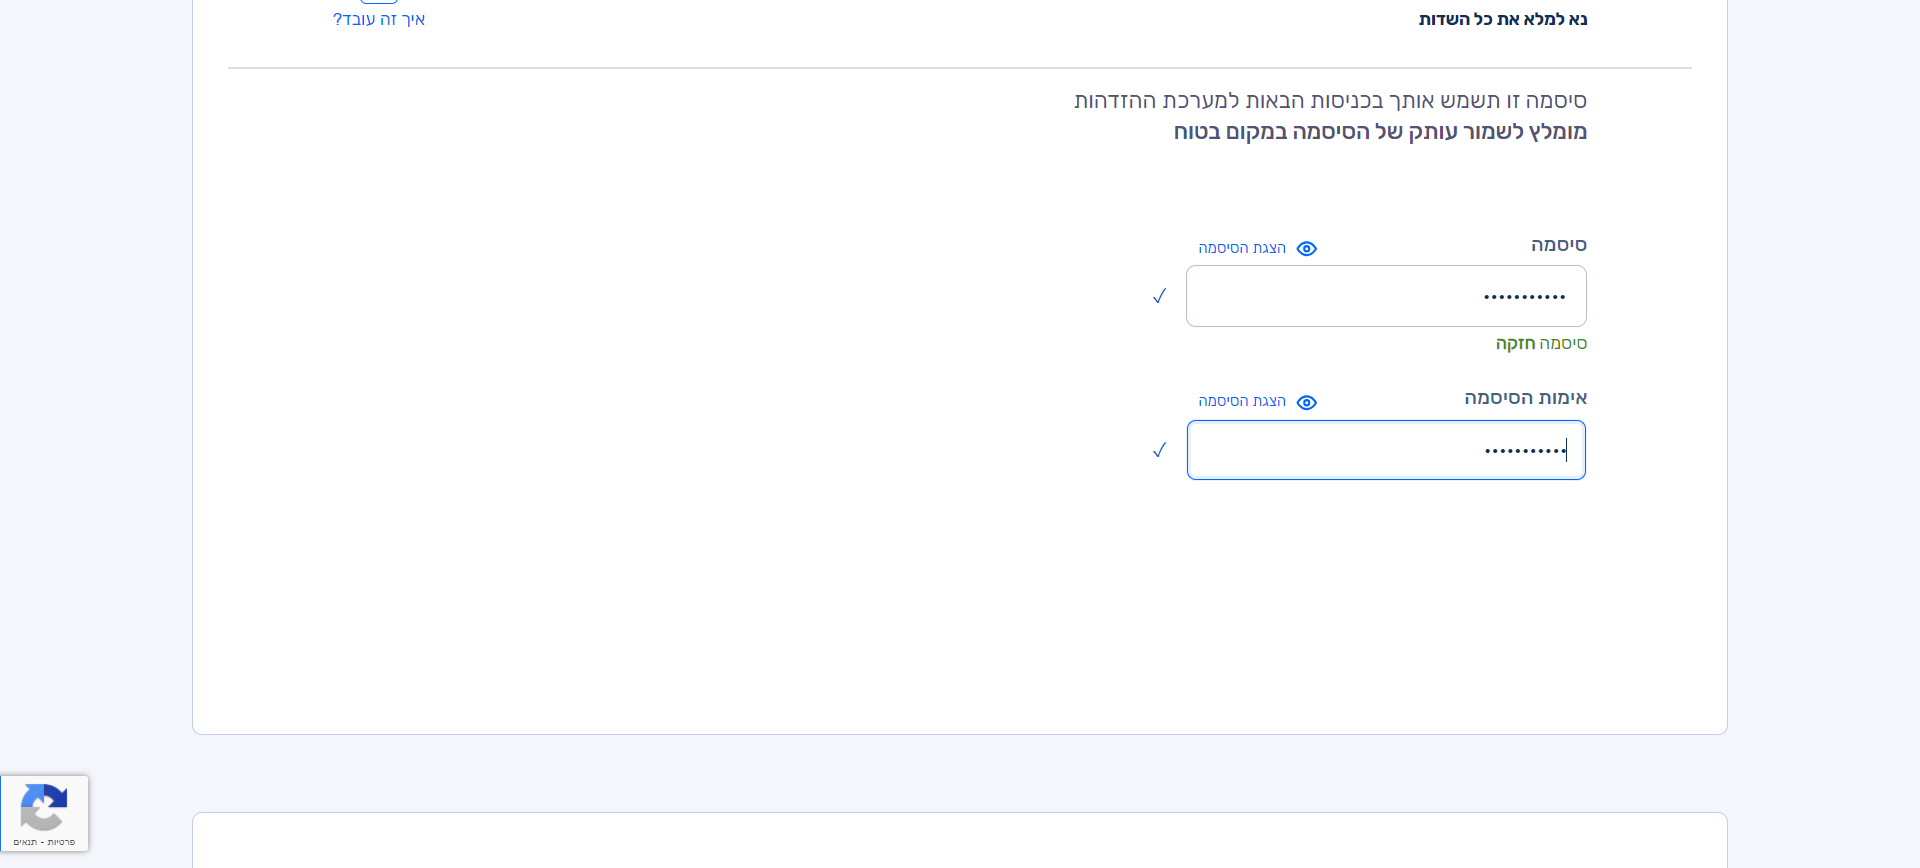 נא למלא את כל השדות
איך זה עובד?
סיסמה זו תשמש אותך בכניסות הבאות למערכת ההזדהות
מומלץ לשמור עותק של הסיסמה במקום בטוח
סיסמה
הצגת הסיסמה
•••••••••••
סיסמה חזקה
אימות הסיסמה
הצגת הסיסמה
•••••••••••
פרטיות - תנאים